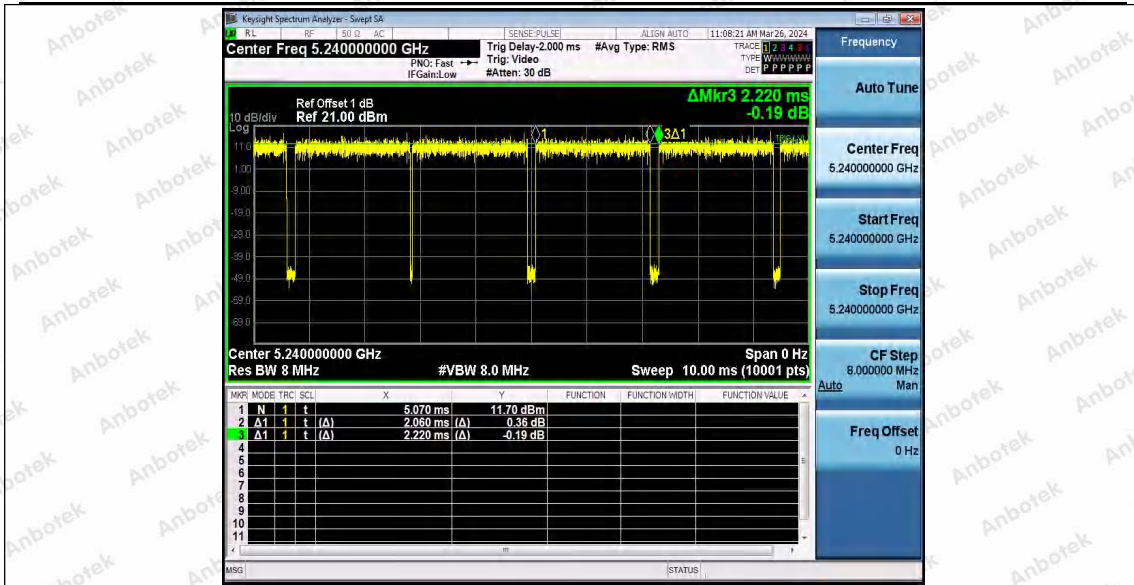 Keysight Spectrum Analyzer - Swept SA
RL RF 50 Ω AC SENSE:PULSE ALIGN AUTO 11:08:21 AM Mar 26, 2024
Center Freq 5.240000000 GHz
PNO: Fast
IFGain:Low
Trig Delay-2.000 ms
Trig: Video
#Atten: 30 dB
#Avg Type: RMS
TRACE 1 2 3 4 5 6
TYPE WWWWWW
DET P P P P P P
ΔMkr3 2.220 ms
-0.19 dB
Ref Offset 1 dB
10 dB/div Ref 21.00 dBm
Log
11.0
1.00
-9.00
-19.0
-29.0
-39.0
-49.0
-59.0
-69.0
1
3Δ1
Center 5.240000000 GHz Span 0 Hz
Res BW 8 MHz #VBW 8.0 MHz Sweep 10.00 ms (10001 pts)
MKR MODE TRC SCL X Y FUNCTION FUNCTION WIDTH FUNCTION VALUE
1 N 1 t 5.070 ms 11.70 dBm
2 Δ1 1 t (Δ) 2.060 ms (Δ) 0.36 dB
3 Δ1 1 t (Δ) 2.220 ms (Δ) -0.19 dB
4
5
6
7
8
9
10
11
MSG STATUS
Frequency
Auto Tune
Center Freq
5.240000000 GHz
Start Freq
5.240000000 GHz
Stop Freq
5.240000000 GHz
CF Step
8.000000 MHz
Auto Man
Freq Offset
0 Hz
Anbotek